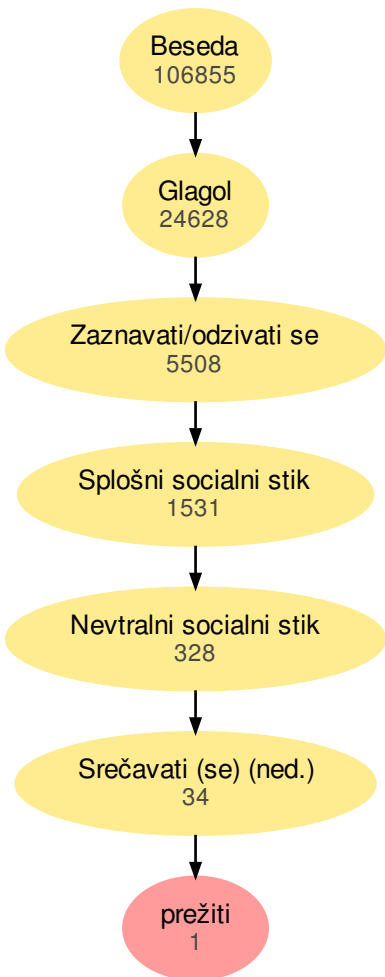 Beseda
106855
Glagol
24628
Zaznavati/odzivati se
5508
Splošni socialni stik
1531
Nevtralni socialni stik
328
Srečavati (se) (ned.)
34
prežiti
1